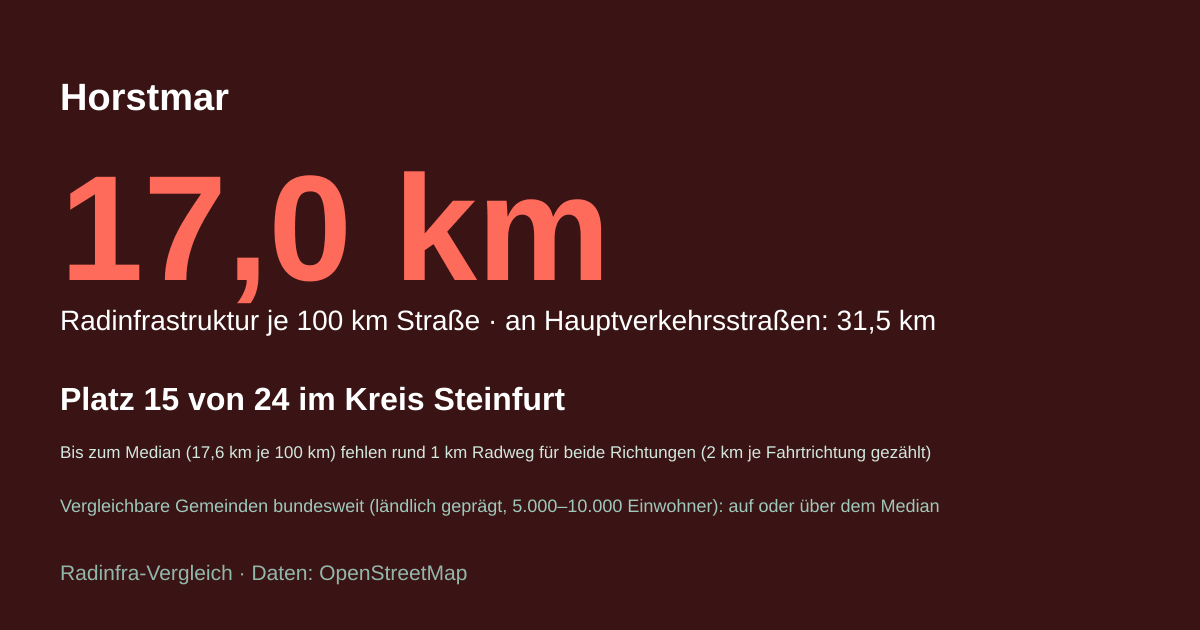 Horstmar
17,0 km
Radinfrastruktur je 100 km Straße · an Hauptverkehrsstraßen: 31,5 km
Platz 15 von 24 im Kreis Steinfurt
Bis zum Median (17,6 km je 100 km) fehlen rund 1 km Radweg für beide Richtungen (2 km je Fahrtrichtung gezählt)
Vergleichbare Gemeinden bundesweit (ländlich geprägt, 5.000–10.000 Einwohner): auf oder über dem Median
Radinfra-Vergleich · Daten: OpenStreetMap